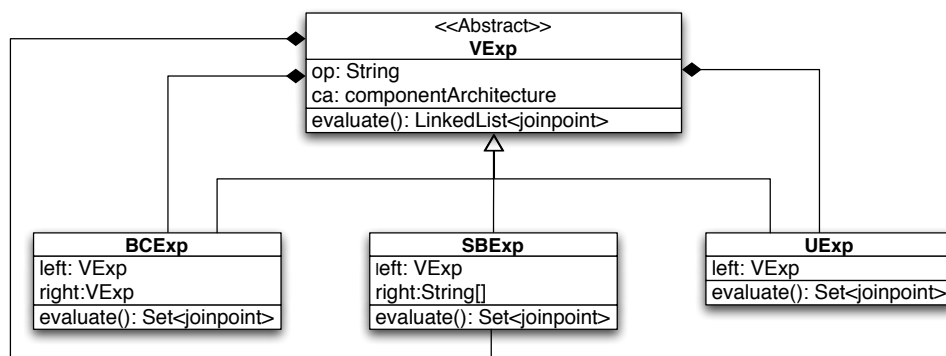 <<Abstract>>
VExp
op: String
ca: componentArchitecture
evaluate(): LinkedList<joinpoint>
BCExp
left: VExp
right:VExp
evaluate(): Set<joinpoint>
SBExp
left: VExp
right:String[]
evaluate(): Set<joinpoint>
UExp
left: VExp
evaluate(): Set<joinpoint>